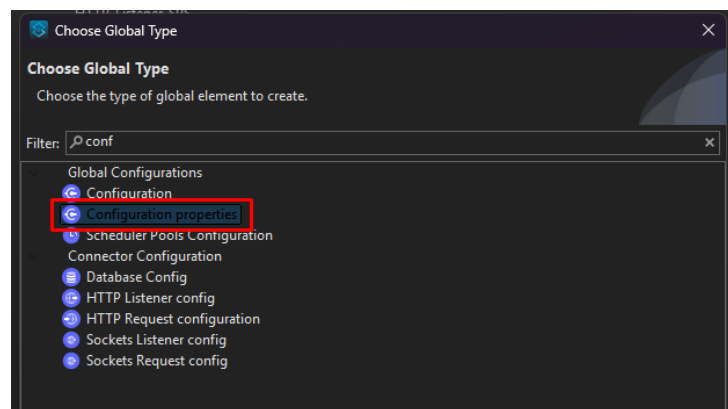 Choose Global Type
Choose Global Type
Choose the type of global element to create.
Filter: conf
Global Configurations
Configuration
Configuration properties
Scheduler Pools Configuration
Connector Configuration
Database Config
HTTP Listener config
HTTP Request configuration
Sockets Listener config
Sockets Request config